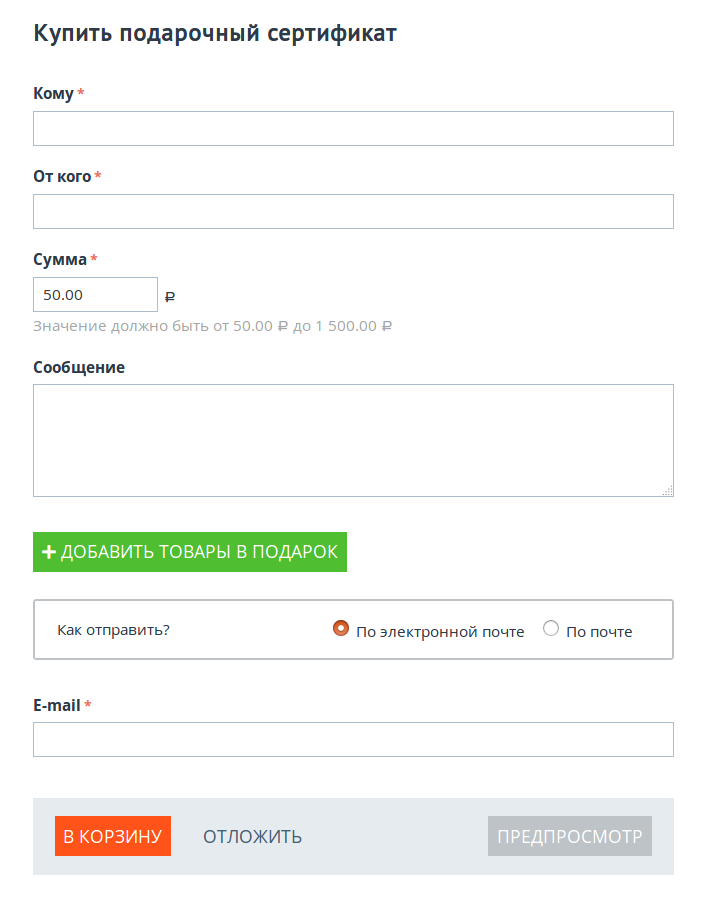 Купить подарочный сертификат
Кому *
От кого *
Сумма *
50.00 ₽
Значение должно быть от 50.00 ₽ до 1 500.00 ₽
Сообщение
+ ДОБАВИТЬ ТОВАРЫ В ПОДАРОК
Как отправить? По электронной почте По почте
E-mail *
В КОРЗИНУ ОТЛОЖИТЬ ПРЕДПРОСМОТР